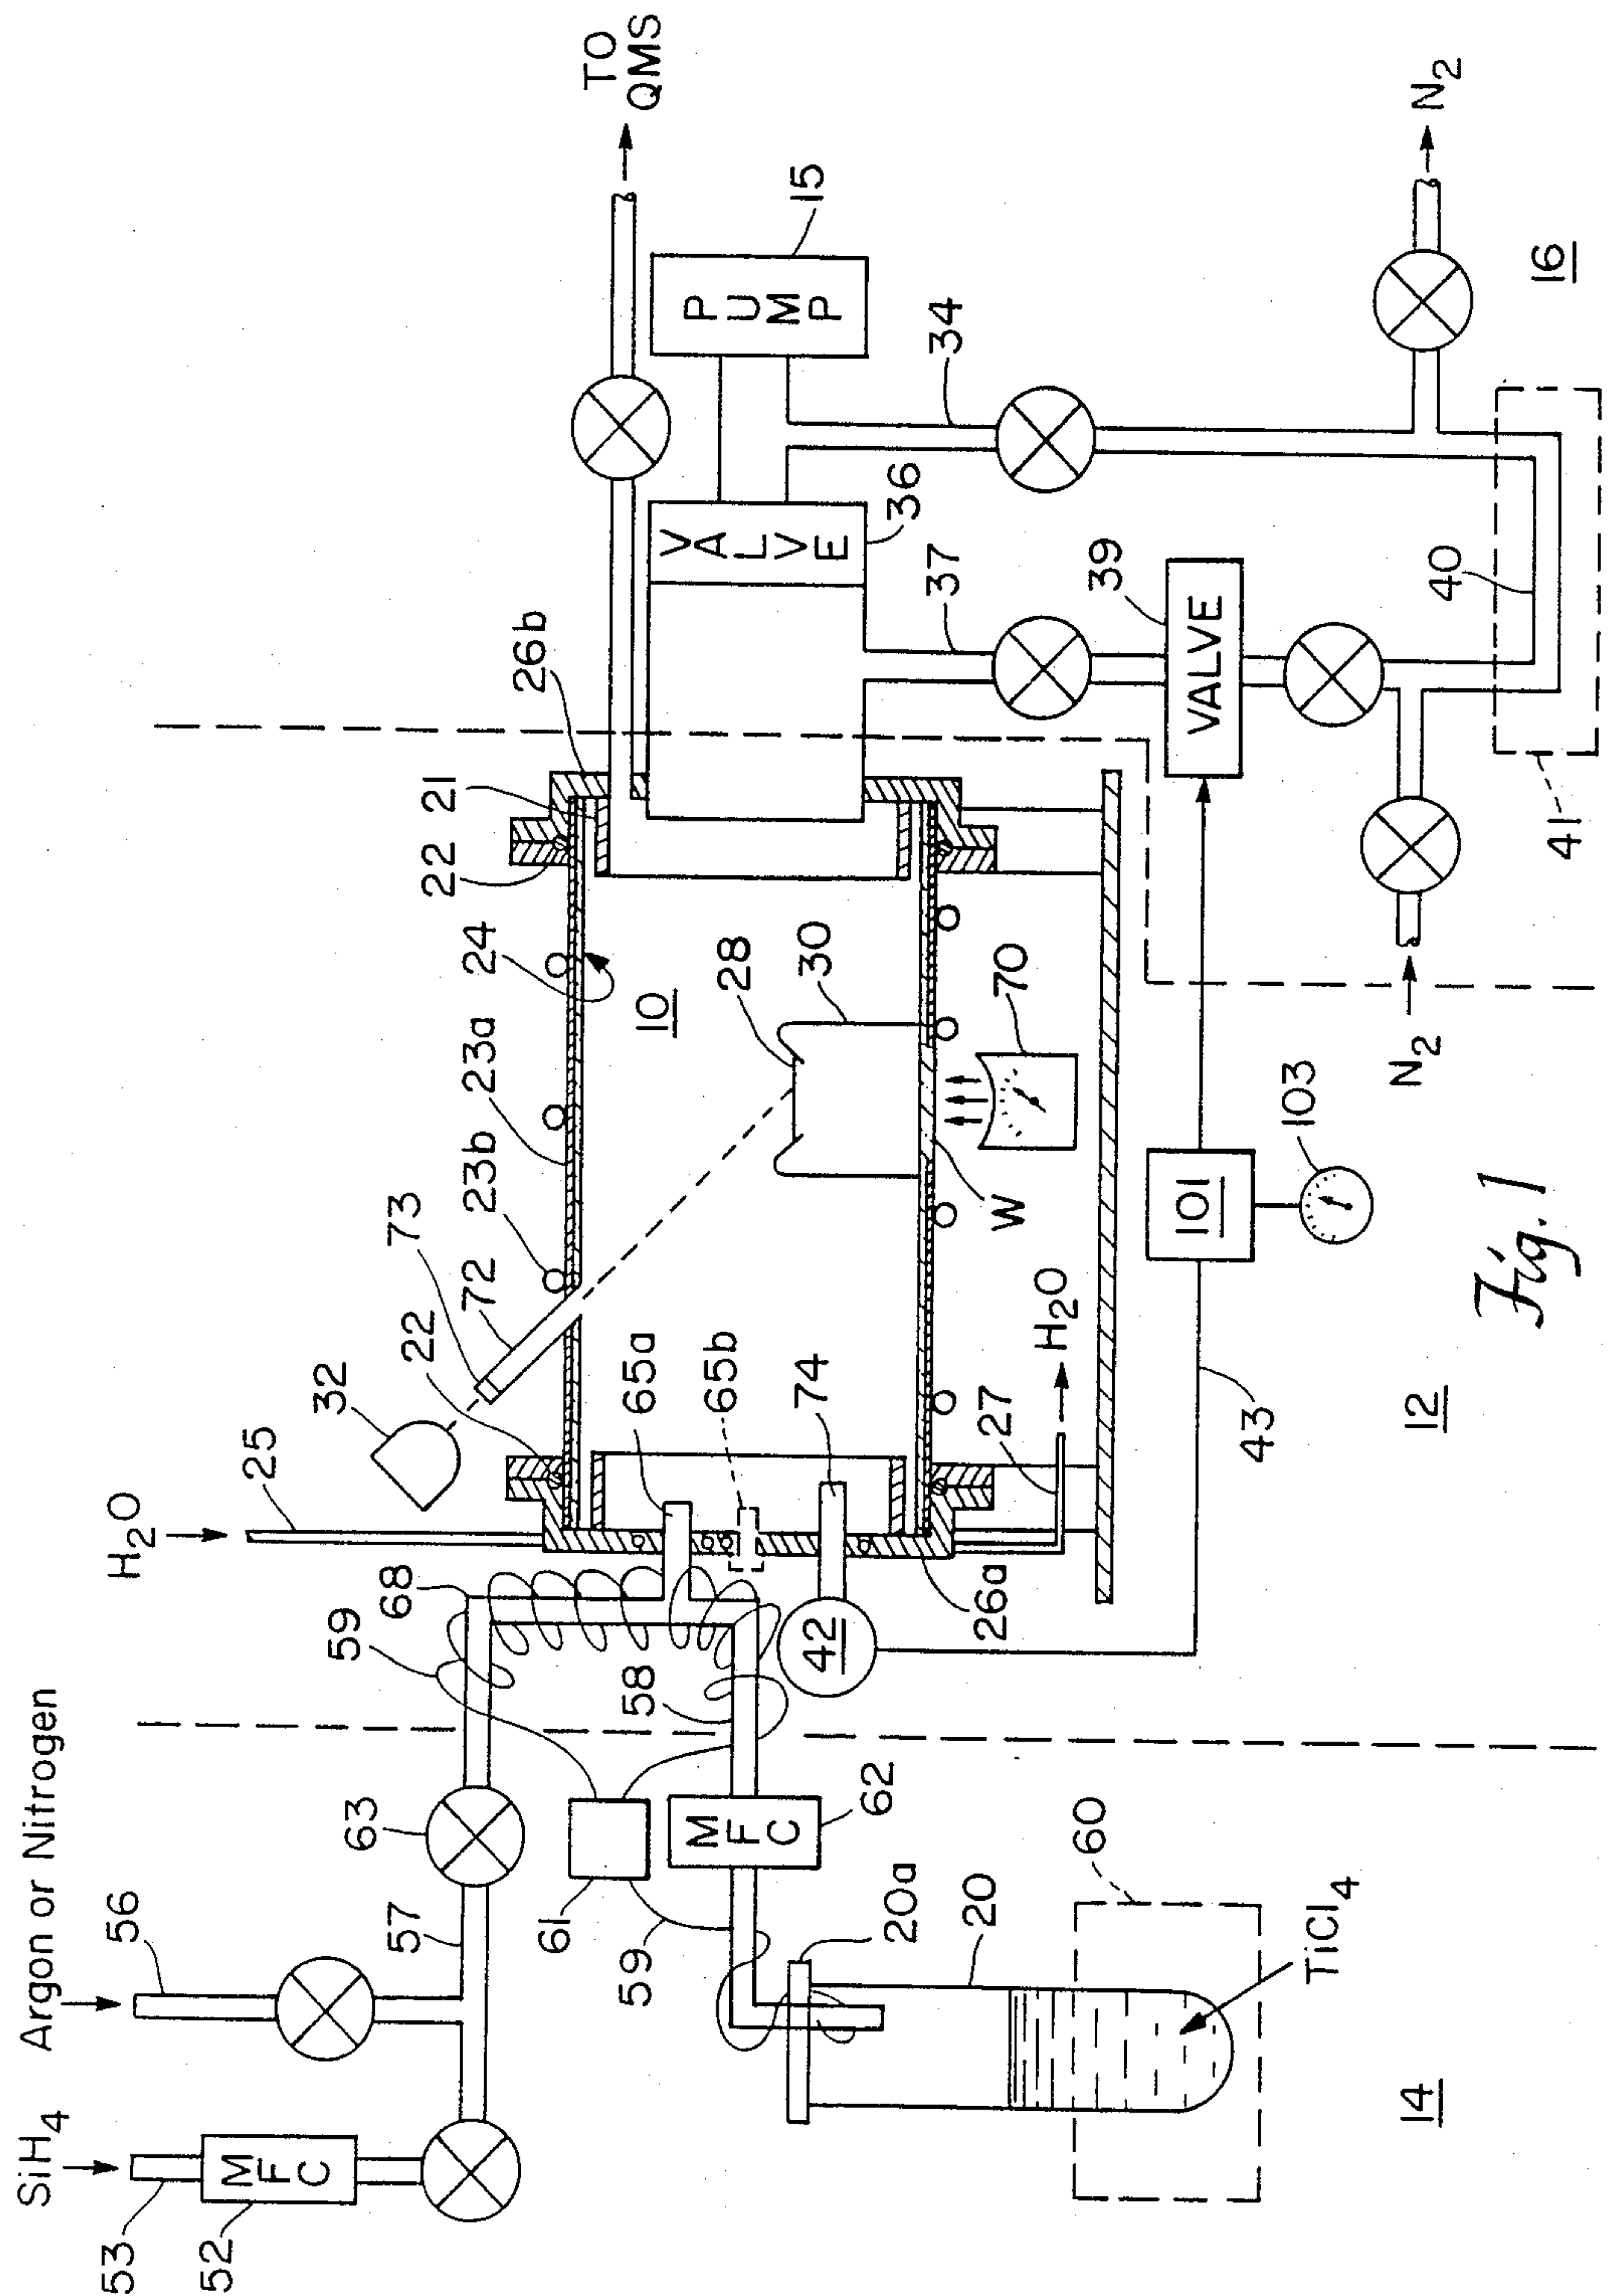 SiH4
Argon or Nitrogen
H2O
TO
QMS
53
52
MFC
56
57
63
59
68
25
32
22
73
72
23b
23a
24
22
21
26b
61
59
MFC
62
58
65a
65b
74
42
26a
10
28
30
W
70
VALVE
36
PUMP
15
34
37
20a
20
60
TiCl4
27
H2O
43
101
103
VALVE
39
N2
40
41
N2
14
12
16
Fig. 1